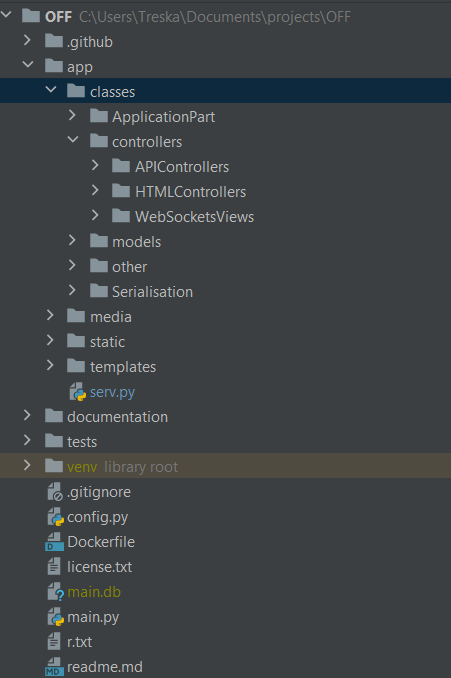 OFF C:\Users\Treska\Documents\projects\OFF
.github
app
classes
ApplicationPart
controllers
APIControllers
HTMLControllers
WebSocketsViews
models
other
Serialisation
media
static
templates
serv.py
documentation
tests
venv library root
.gitignore
config.py
Dockerfile
license.txt
main.db
main.py
r.txt
readme.md